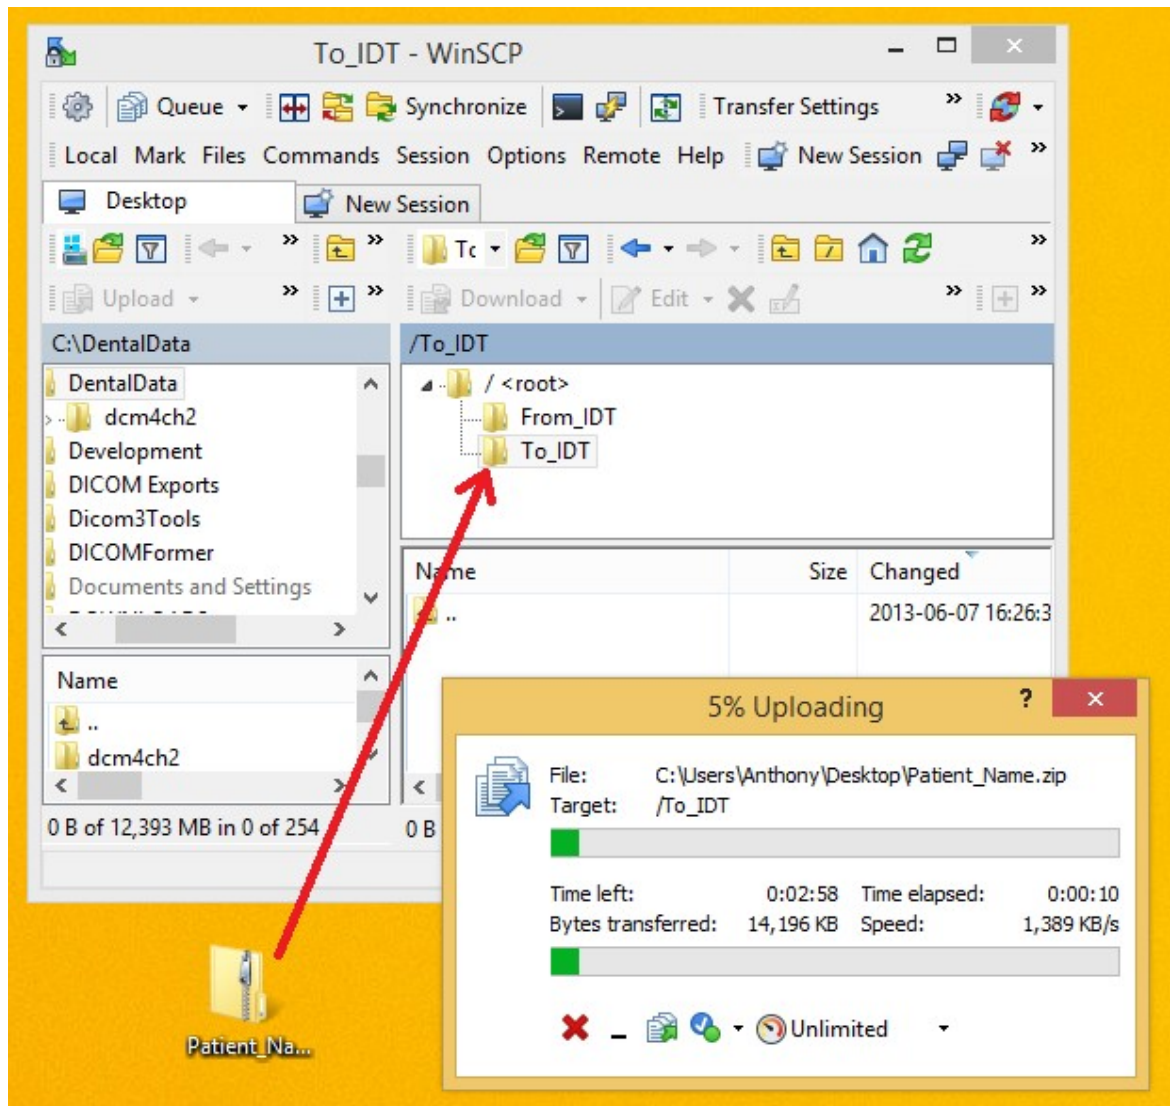 To_IDT - WinSCP
Queue Synchronize Transfer Settings »
Local Mark Files Commands Session Options Remote Help New Session »
Desktop New Session
» » Tc »
Upload » » Download Edit » »
C:\DentalData /To_IDT
DentalData
dcm4ch2
Development
DICOM Exports
Dicom3Tools
DICOMFormer
Documents and Settings
/ <root>
From_IDT
To_IDT
Name Size Changed
.. 2013-06-07 16:26:3
Name
..
dcm4ch2
0 B of 12,393 MB in 0 of 254
0 B
5% Uploading ?
File: C:\Users\Anthony\Desktop\Patient_Name.zip
Target: /To_IDT
Time left: 0:02:58 Time elapsed: 0:00:10
Bytes transferred: 14,196 KB Speed: 1,389 KB/s
Unlimited
Patient_Na...